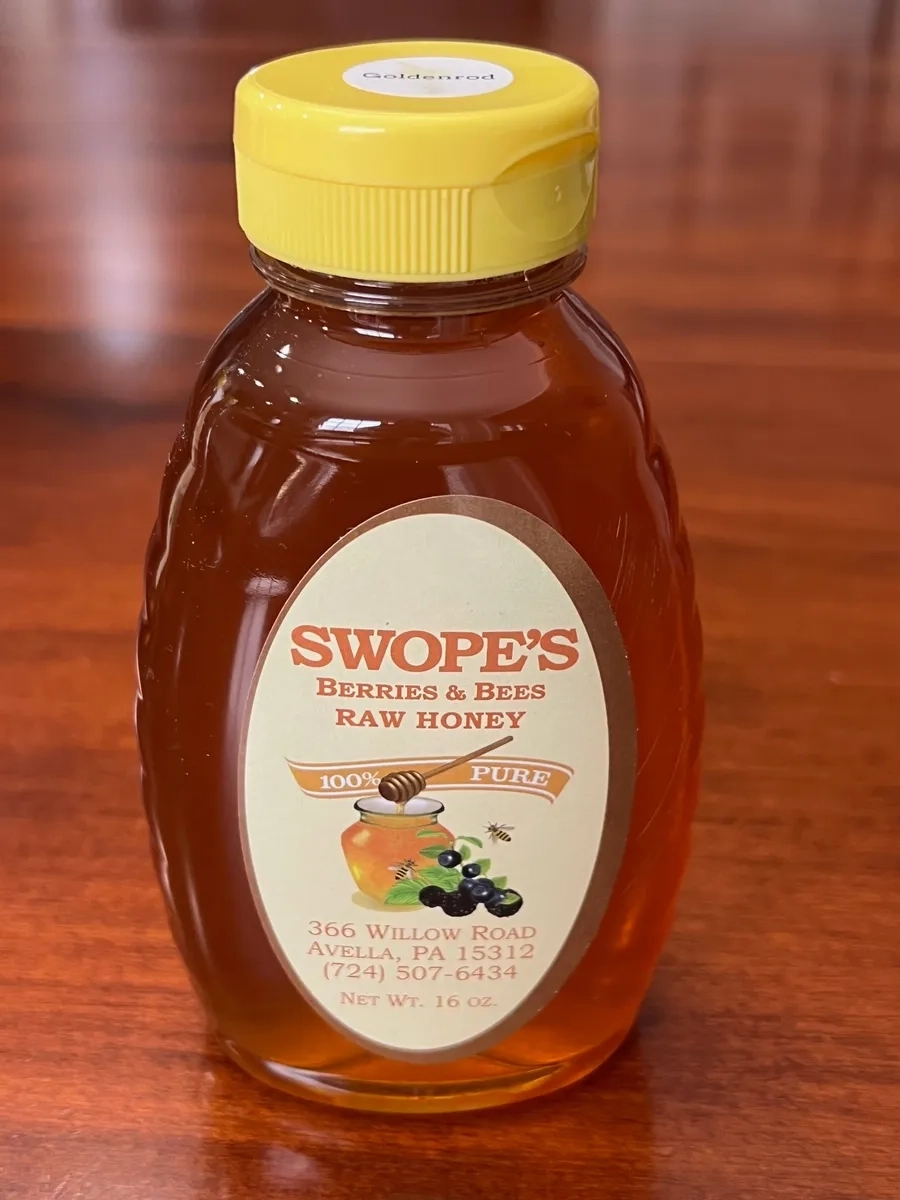 Goldenrod
SWOPE'S
BERRIES & BEES
RAW HONEY
100% PURE
366 WILLOW ROAD
AVELLA, PA 15312
(724) 507-6434
NET WT. 16 OZ.